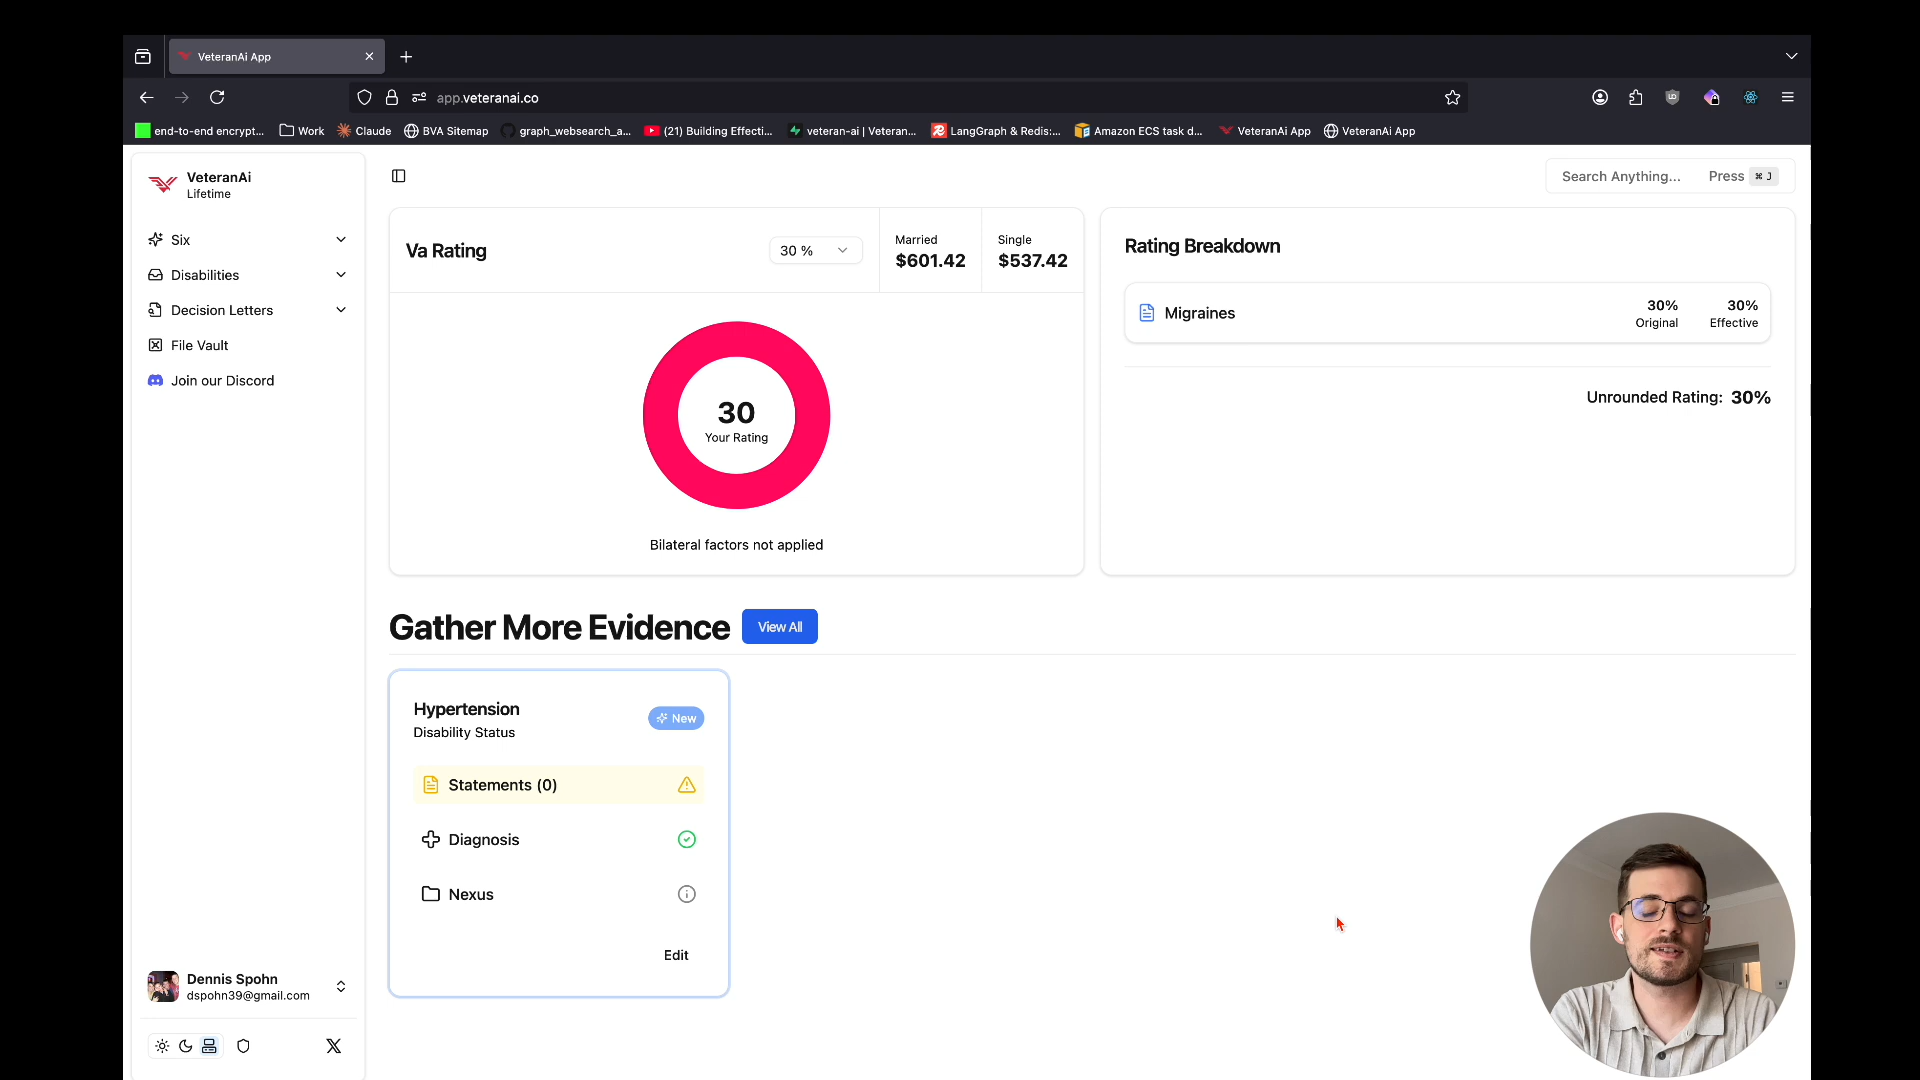 VeteranAi App
app.veteranai.co
end-to-end encrypt...
Work
Claude
BVA Sitemap
graph_websearch_a...
(21) Building Effecti...
veteran-ai | Veteran...
LangGraph & Redis:...
Amazon ECS task d...
VeteranAi App
VeteranAi App
VeteranAi
Lifetime
Six
Disabilities
Decision Letters
File Vault
Join our Discord
Dennis Spohn
dspohn39@gmail.com
Search Anything...
Press ⌘ J
Va Rating
30 %
Married
$601.42
Single
$537.42
30
Your Rating
Bilateral factors not applied
Rating Breakdown
Migraines
30%
Original
30%
Effective
Unrounded Rating: 30%
Gather More Evidence
View All
Hypertension
New
Disability Status
Statements (0)
Diagnosis
Nexus
Edit